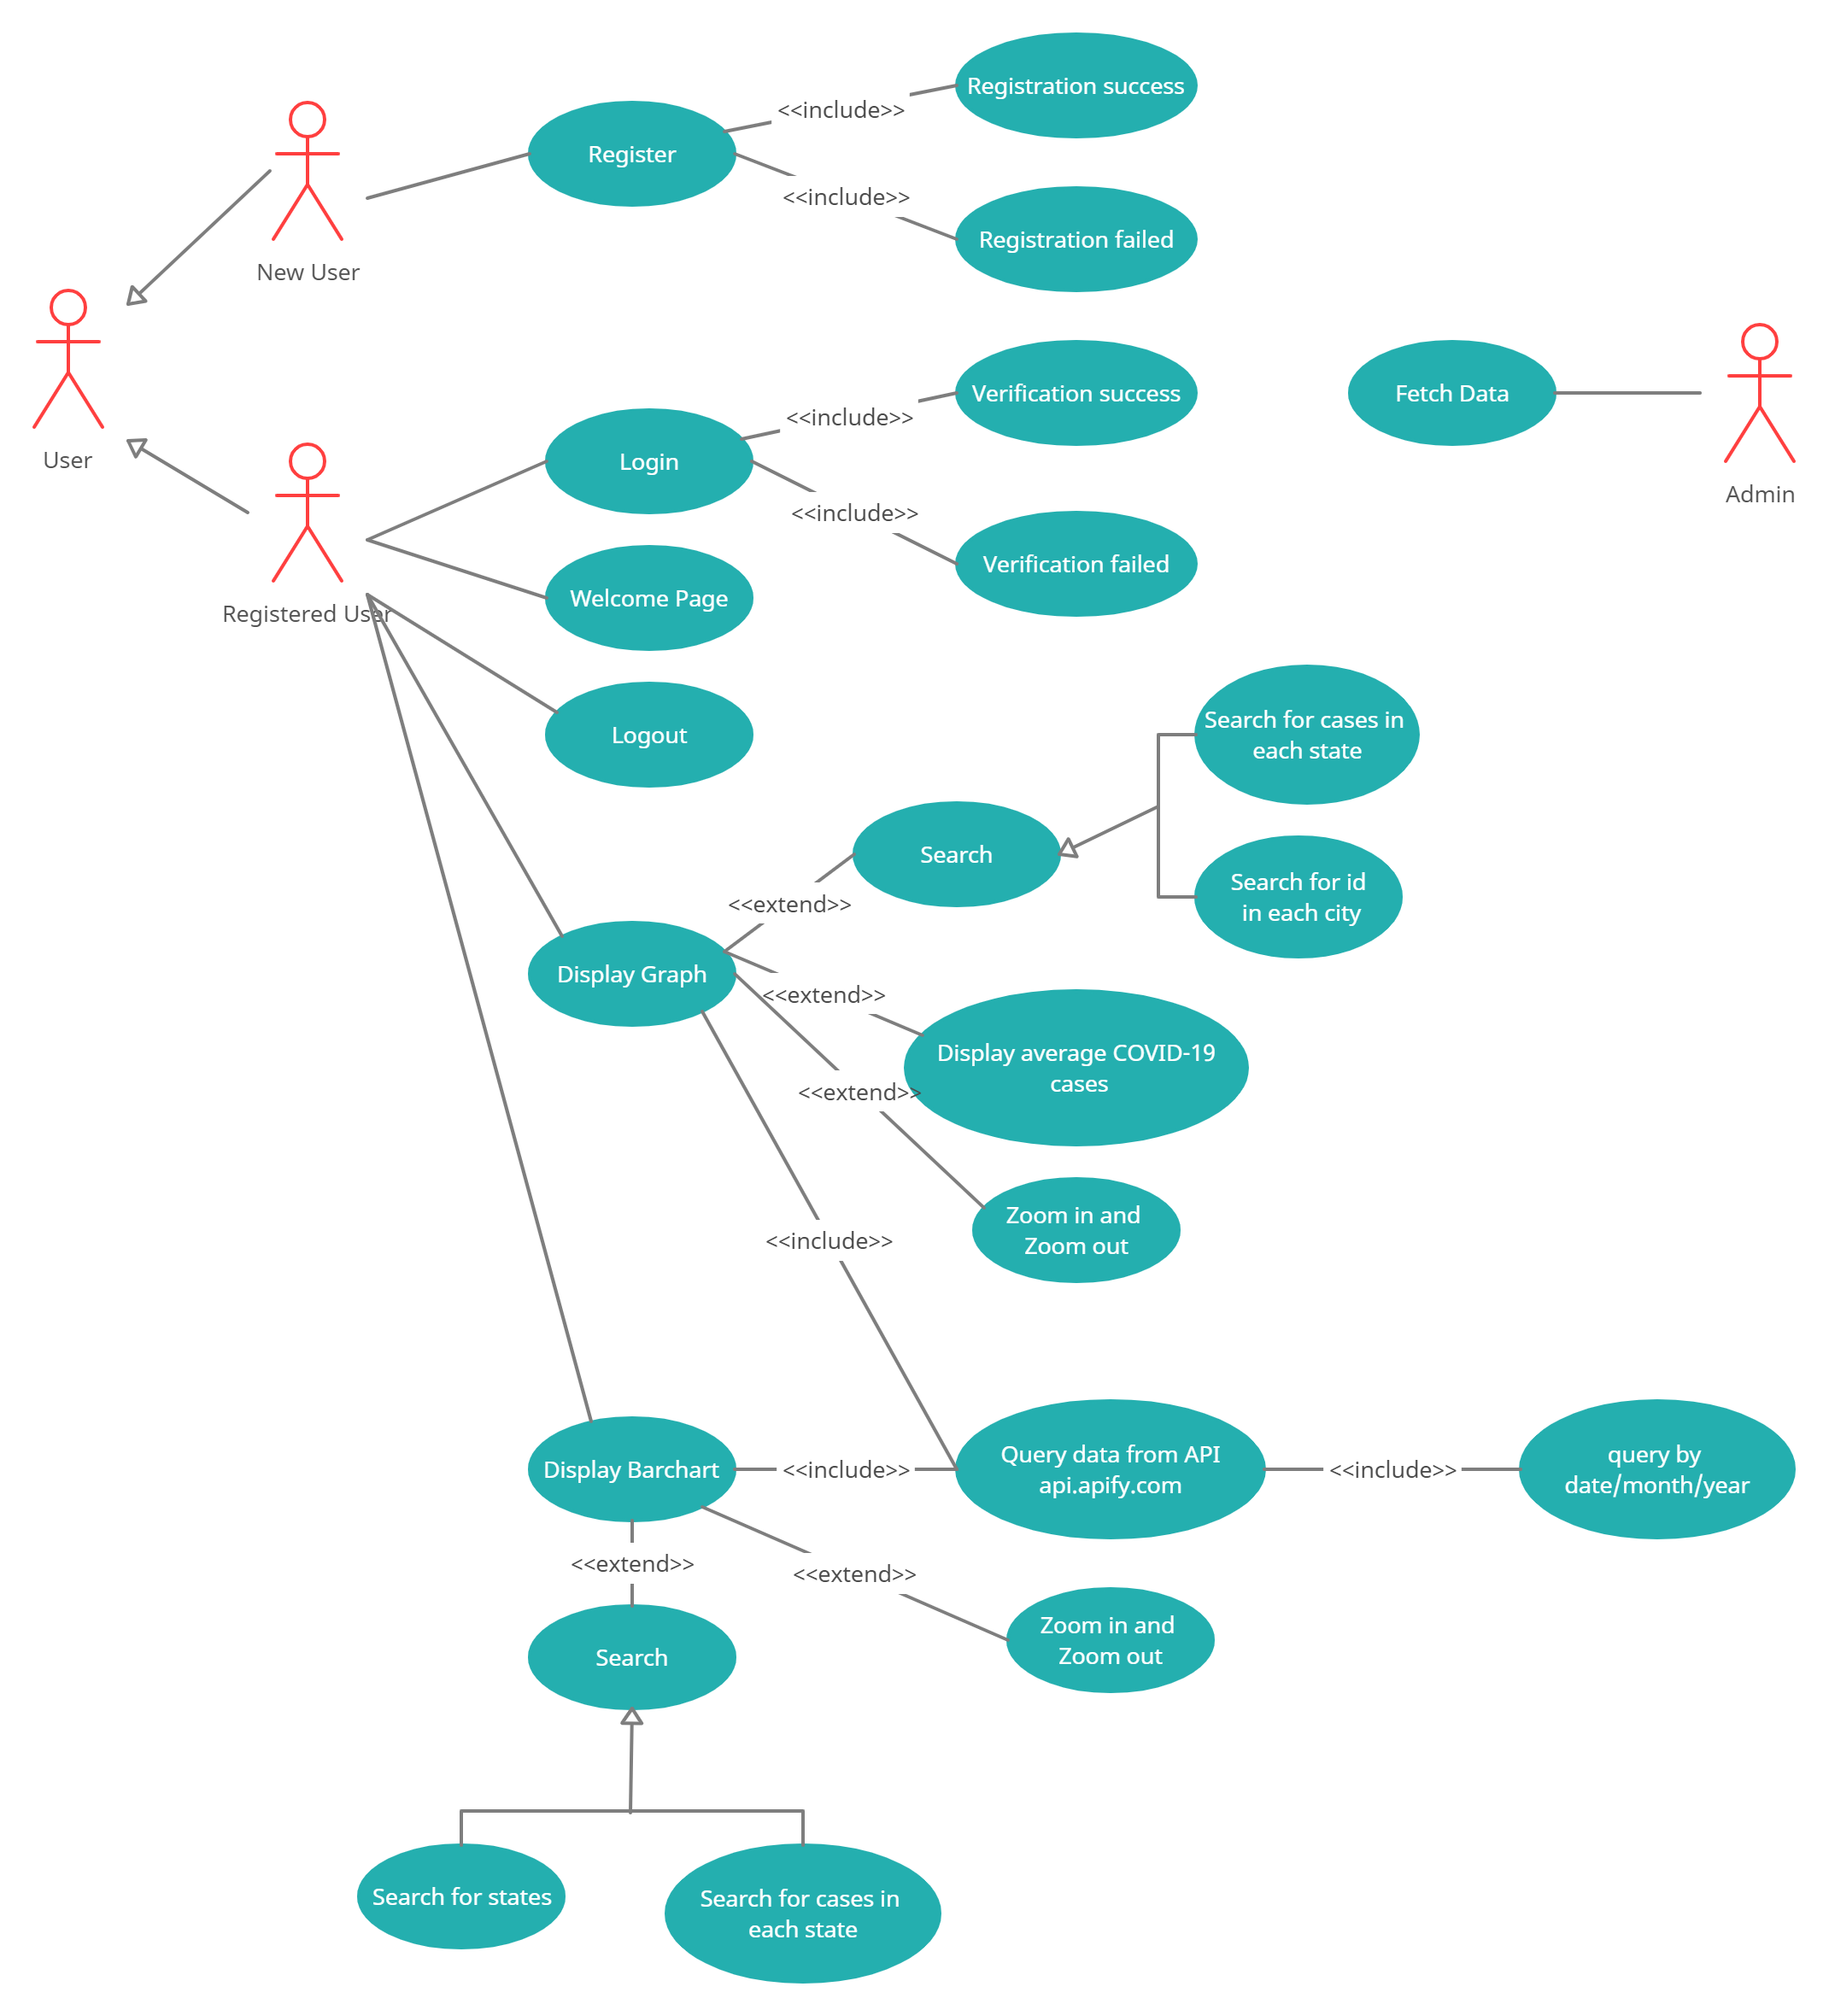 Registration success
<<include>>
Register
<<include>>
Registration failed
New User
User
Verification success
Fetch Data
<<include>>
Login
Admin
<<include>>
Verification failed
Welcome Page
Registered User
Logout
Search for cases in
each state
Search
Search for id
in each city
<<extend>>
Display Graph
<<extend>>
Display average COVID-19
cases
<<extend>>
Zoom in and
Zoom out
<<include>>
Display Barchart
<<include>>
Query data from API
api.apify.com
<<include>>
query by
date/month/year
<<extend>>
<<extend>>
Zoom in and
Zoom out
Search
Search for states
Search for cases in
each state